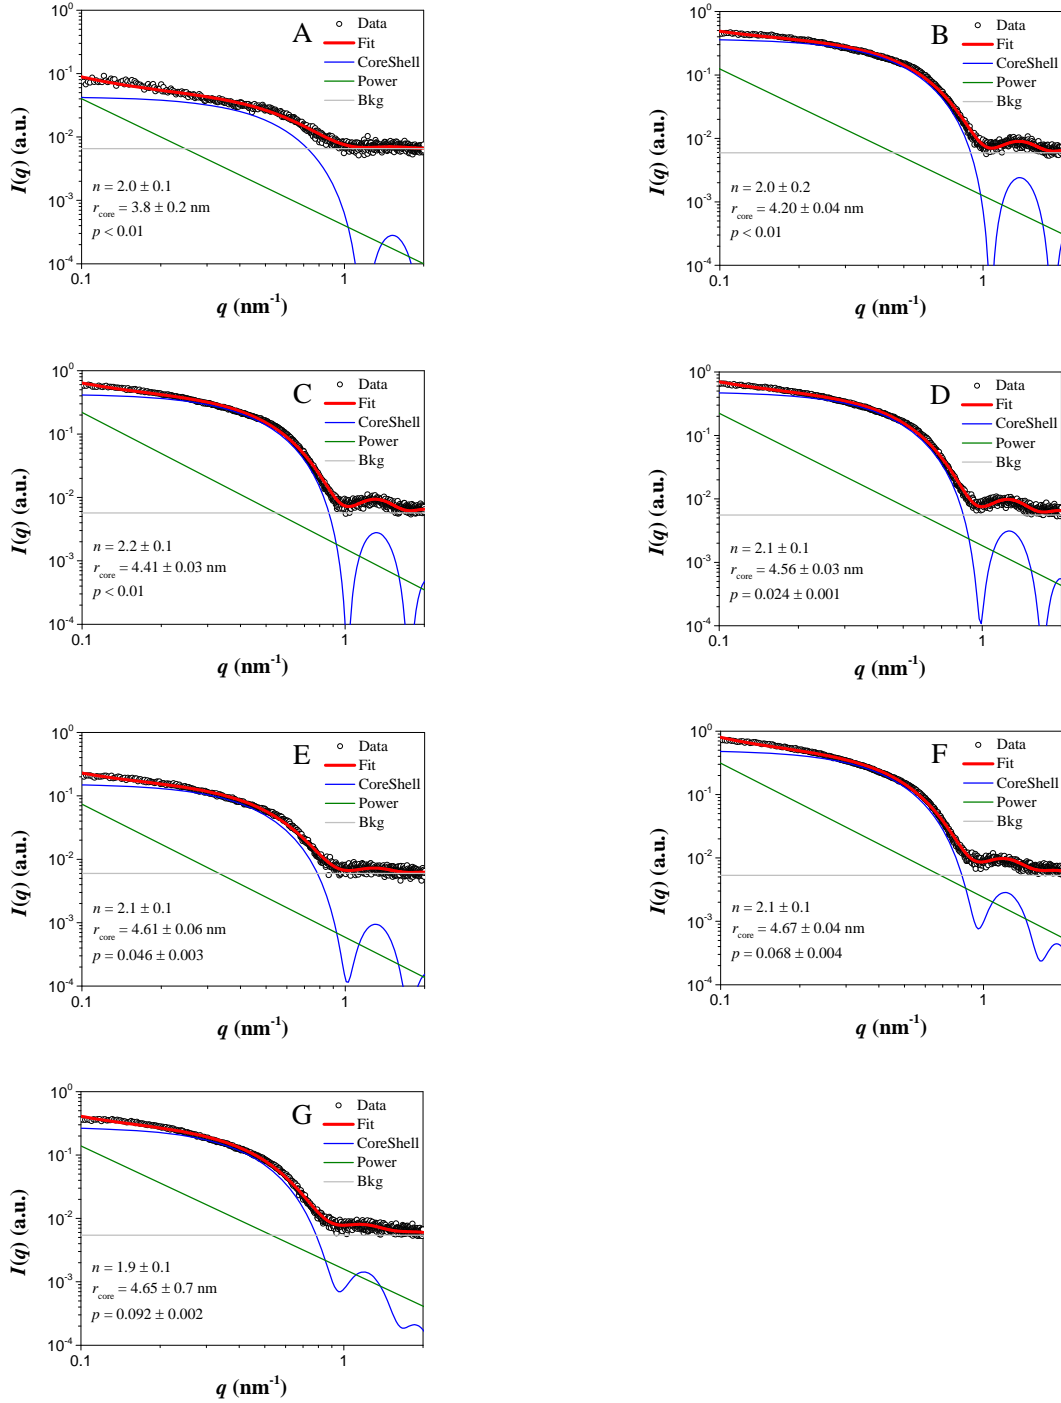 A
Data
Fit
CoreShell
Power
Bkg
n = 2.0 ± 0.1
r_core = 3.8 ± 0.2 nm
p < 0.01
I(q) (a.u.)
10^0
10^-1
10^-2
10^-3
10^-4
0.1
1
q (nm^-1)
B
Data
Fit
CoreShell
Power
Bkg
n = 2.0 ± 0.2
r_core = 4.20 ± 0.04 nm
p < 0.01
I(q) (a.u.)
10^0
10^-1
10^-2
10^-3
10^-4
0.1
1
q (nm^-1)
C
Data
Fit
CoreShell
Power
Bkg
n = 2.2 ± 0.1
r_core = 4.41 ± 0.03 nm
p < 0.01
I(q) (a.u.)
10^0
10^-1
10^-2
10^-3
10^-4
0.1
1
q (nm^-1)
D
Data
Fit
CoreShell
Power
Bkg
n = 2.1 ± 0.1
r_core = 4.56 ± 0.03 nm
p = 0.024 ± 0.001
I(q) (a.u.)
10^0
10^-1
10^-2
10^-3
10^-4
0.1
1
q (nm^-1)
E
Data
Fit
CoreShell
Power
Bkg
n = 2.1 ± 0.1
r_core = 4.61 ± 0.06 nm
p = 0.046 ± 0.003
I(q) (a.u.)
10^0
10^-1
10^-2
10^-3
10^-4
0.1
1
q (nm^-1)
F
Data
Fit
CoreShell
Power
Bkg
n = 2.1 ± 0.1
r_core = 4.67 ± 0.04 nm
p = 0.068 ± 0.004
I(q) (a.u.)
10^0
10^-1
10^-2
10^-3
10^-4
0.1
1
q (nm^-1)
G
Data
Fit
CoreShell
Power
Bkg
n = 1.9 ± 0.1
r_core = 4.65 ± 0.7 nm
p = 0.092 ± 0.002
I(q) (a.u.)
10^0
10^-1
10^-2
10^-3
10^-4
0.1
1
q (nm^-1)